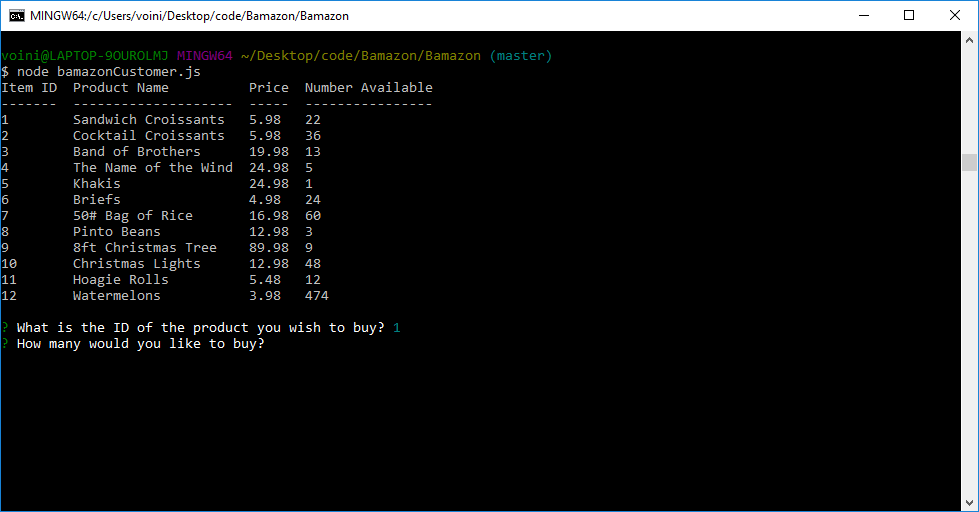 MINGW64:/c/Users/voini/Desktop/code/Bamazon/Bamazon
voini@LAPTOP-9OUROLMJ MINGW64 ~/Desktop/code/Bamazon/Bamazon (master)
$ node bamazonCustomer.js
Item ID  Product Name          Price  Number Available
-------  --------------------  -----  ----------------
1        Sandwich Croissants   5.98   22
2        Cocktail Croissants   5.98   36
3        Band of Brothers      19.98  13
4        The Name of the Wind  24.98  5
5        Khakis                24.98  1
6        Briefs                4.98   24
7        50# Bag of Rice       16.98  60
8        Pinto Beans           12.98  3
9        8ft Christmas Tree    89.98  9
10       Christmas Lights      12.98  48
11       Hoagie Rolls          5.48   12
12       Watermelons           3.98   474
? What is the ID of the product you wish to buy? 1
? How many would you like to buy?